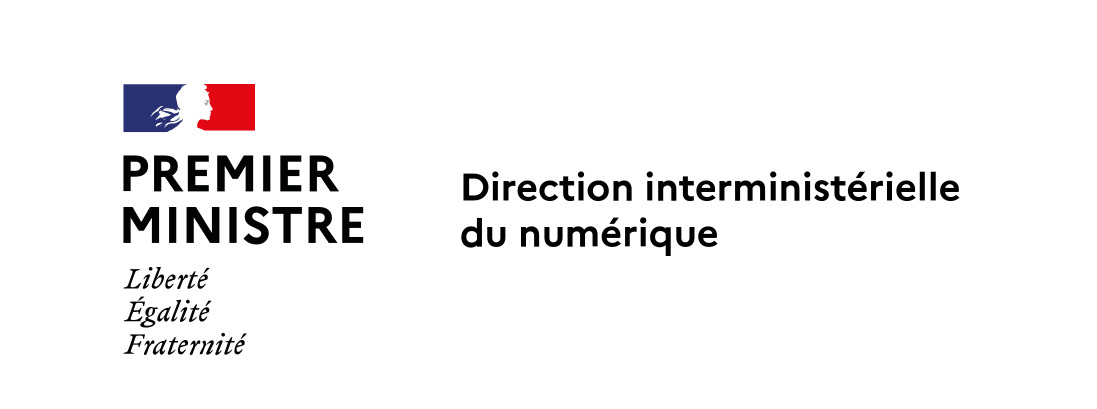 PREMIER
MINISTRE
Liberté
Égalité
Fraternité
Direction interministérielle
du numérique